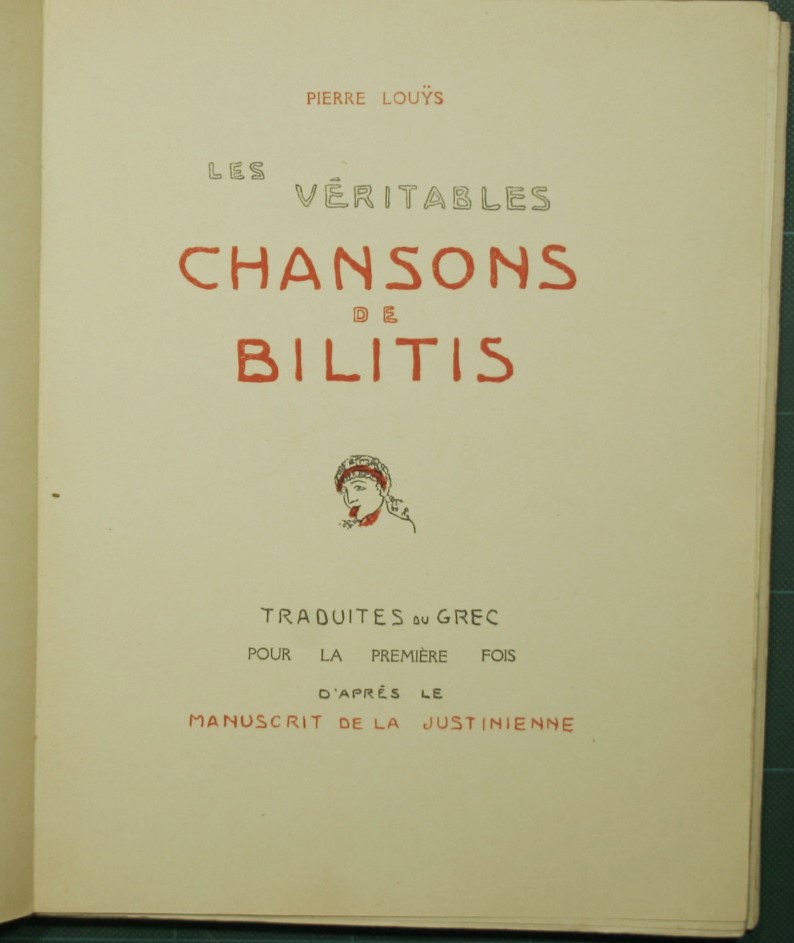 PIERRE LOUŸS
LES VÉRITABLES
CHANSONS
DE
BILITIS
TRADUITES DU GREC
POUR LA PREMIÈRE FOIS
D'APRÉS LE
MANUSCRIT DE LA JUSTINIENNE